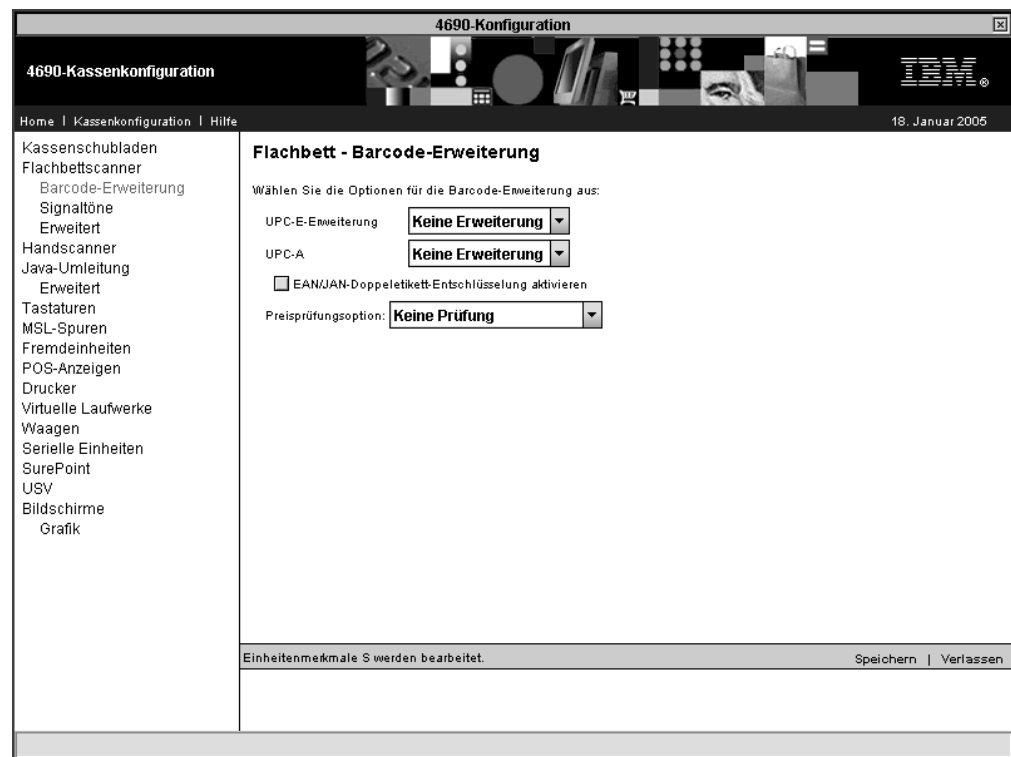 4690-Konfiguration
4690-Kassenkonfiguration
IBM®
Home | Kassenkonfiguration | Hilfe
18. Januar 2005
Kassenschubladen
Flachbettscanner
Barcode-Erweiterung
Signaltöne
Erweitert
Handscanner
Java-Umleitung
Erweitert
Tastaturen
MSL-Spuren
Fremdeinheiten
POS-Anzeigen
Drucker
Virtuelle Laufwerke
Waagen
Serielle Einheiten
SurePoint
USV
Bildschirme
Grafik
Flachbett - Barcode-Erweiterung
Wählen Sie die Optionen für die Barcode-Erweiterung aus:
UPC-E-Erweiterung Keine Erweiterung
UPC-A Keine Erweiterung
EAN/JAN-Doppeletikett-Entschlüsselung aktivieren
Preisprüfungsoption: Keine Prüfung
Einheitenmerkmale S werden bearbeitet.
Speichern | Verlassen